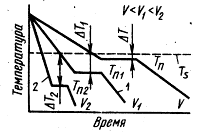 V<V₁<V₂
ΔT₁
ΔT
Tп
Ts
Tп1
Tп2
ΔT₂
2
1
V₂
V₁
V
Температура
Время